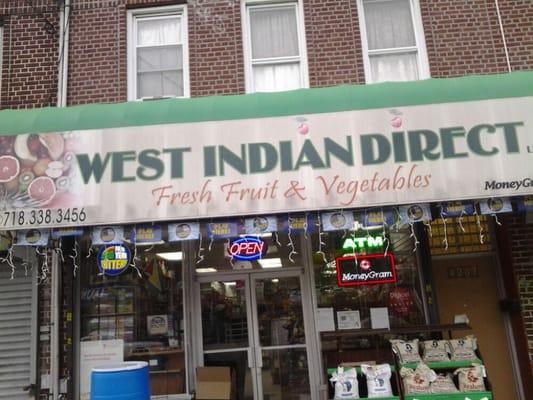 WEST INDIAN DIRECT
Fresh Fruit & Vegetables
MoneyGram
718.338.3456
OPEN
ATM
MoneyGram